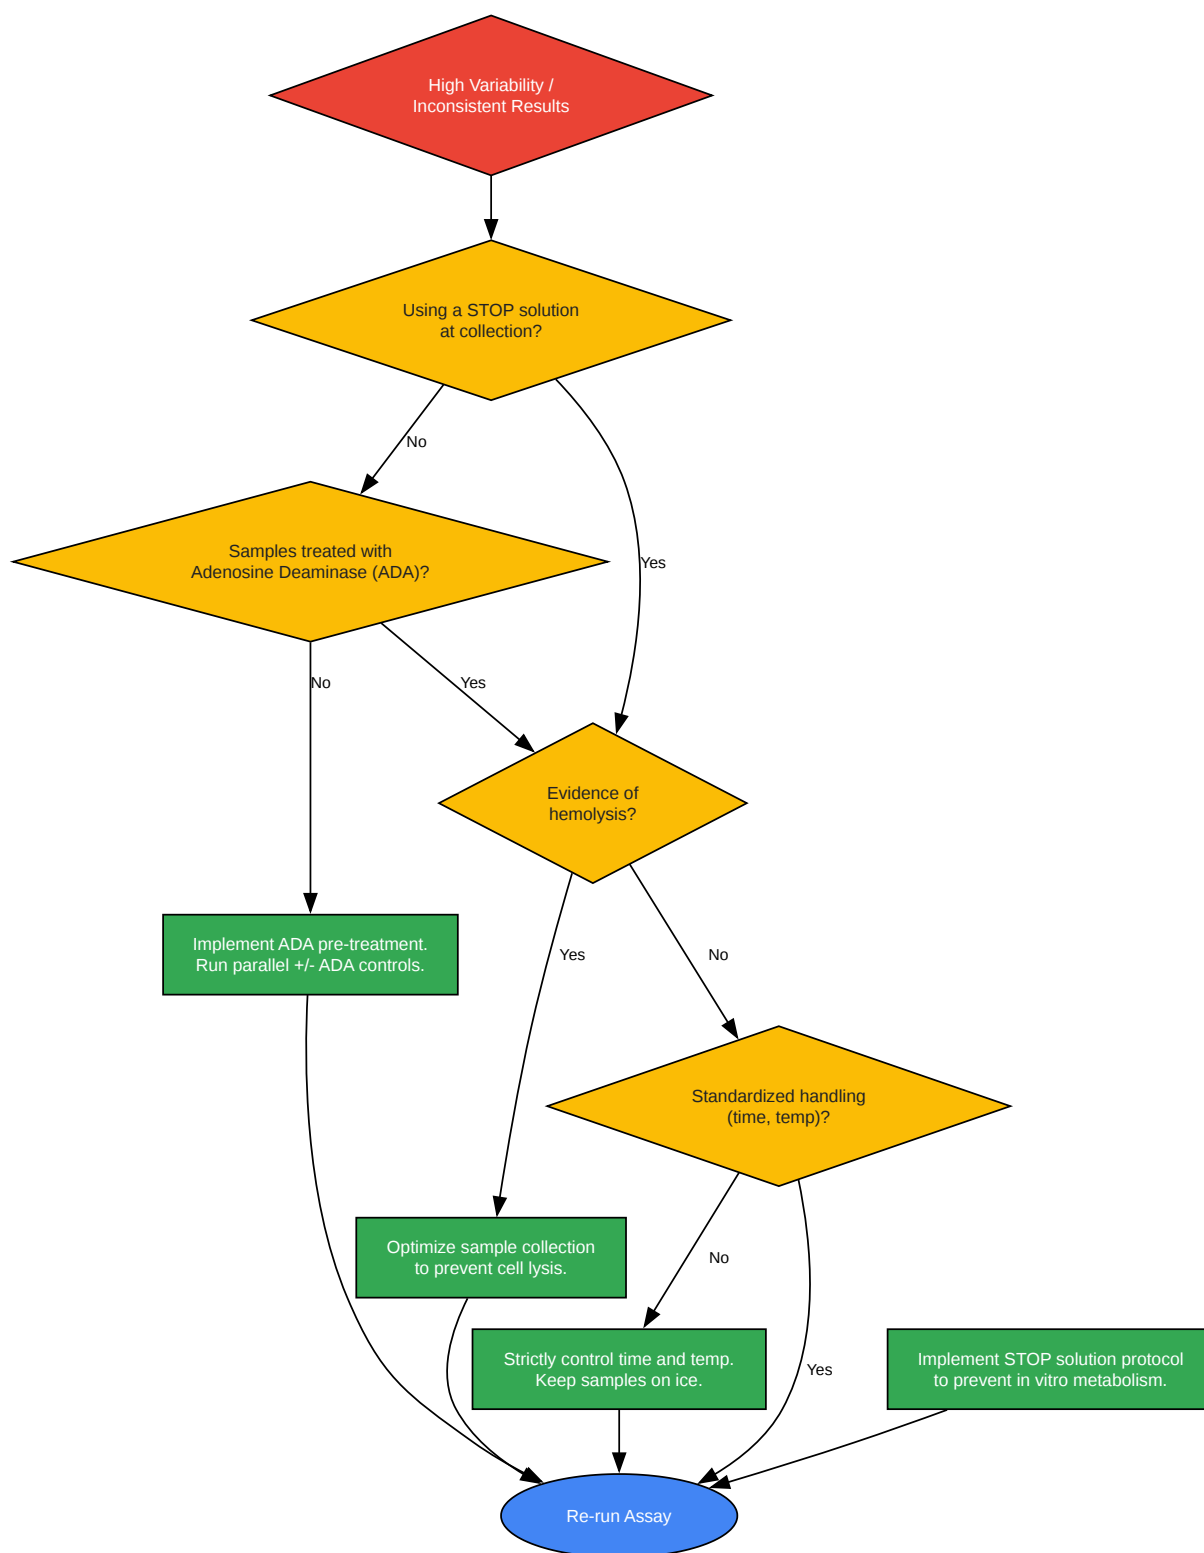 High Variability /
Inconsistent Results
Using a STOP solution
at collection?
No
Yes
Samples treated with
Adenosine Deaminase (ADA)?
No
Yes
Evidence of
hemolysis?
Yes
No
Implement ADA pre-treatment.
Run parallel +/- ADA controls.
Standardized handling
(time, temp)?
No
Yes
Optimize sample collection
to prevent cell lysis.
Strictly control time and temp.
Keep samples on ice.
Implement STOP solution protocol
to prevent in vitro metabolism.
Re-run Assay